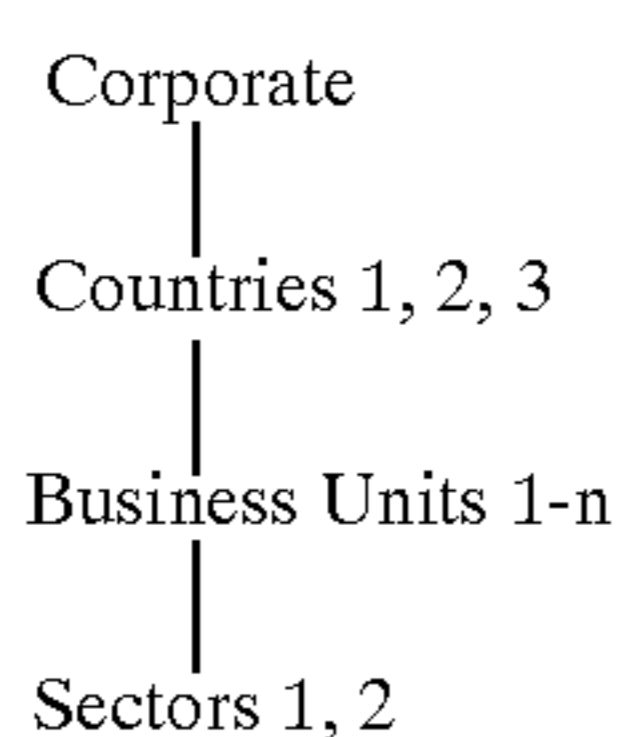 Corporate
Countries 1, 2, 3
Business Units 1-n
Sectors 1, 2